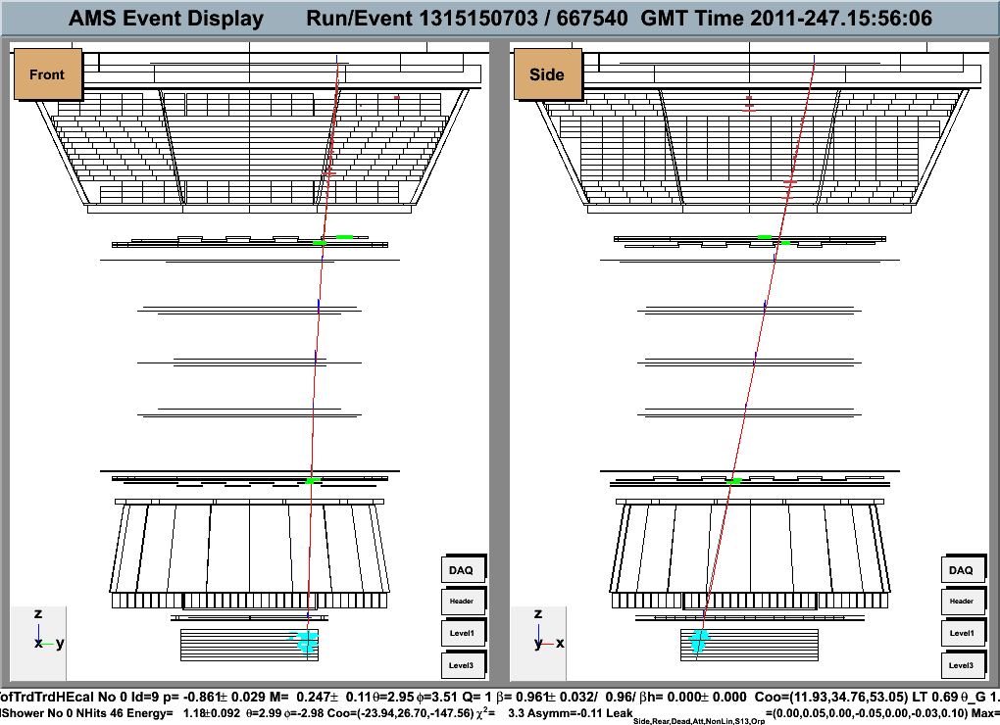 AMS Event Display Run/Event 1315150703 / 667540 GMT Time 2011-247.15:56:06
Front
Side
DAQ
Header
Level1
Level3
z
x y
DAQ
Header
Level1
Level3
z
y x
TofTrdTrdHEcal No 0 Id=9 p= -0.861± 0.029 M= 0.247± 0.11 θ=2.95 φ=3.51 Q= 1 β= 0.961± 0.032/ 0.96/ βh= 0.000± 0.000 Coo=(11.93,34.76,53.05) LT 0.69 θ_G 1.
Shower No 0 NHits 46 Energy= 1.18±0.092 θ=2.99 φ=-2.98 Coo=(-23.94,26.70,-147.56) χ²= 3.3 Asymm=-0.11 Leak Side,Rear,Dead,Att,NonLin,S13,Orp =(0.00,0.05,0.00,-0.05,0.00,-0.03,0.10) Max=